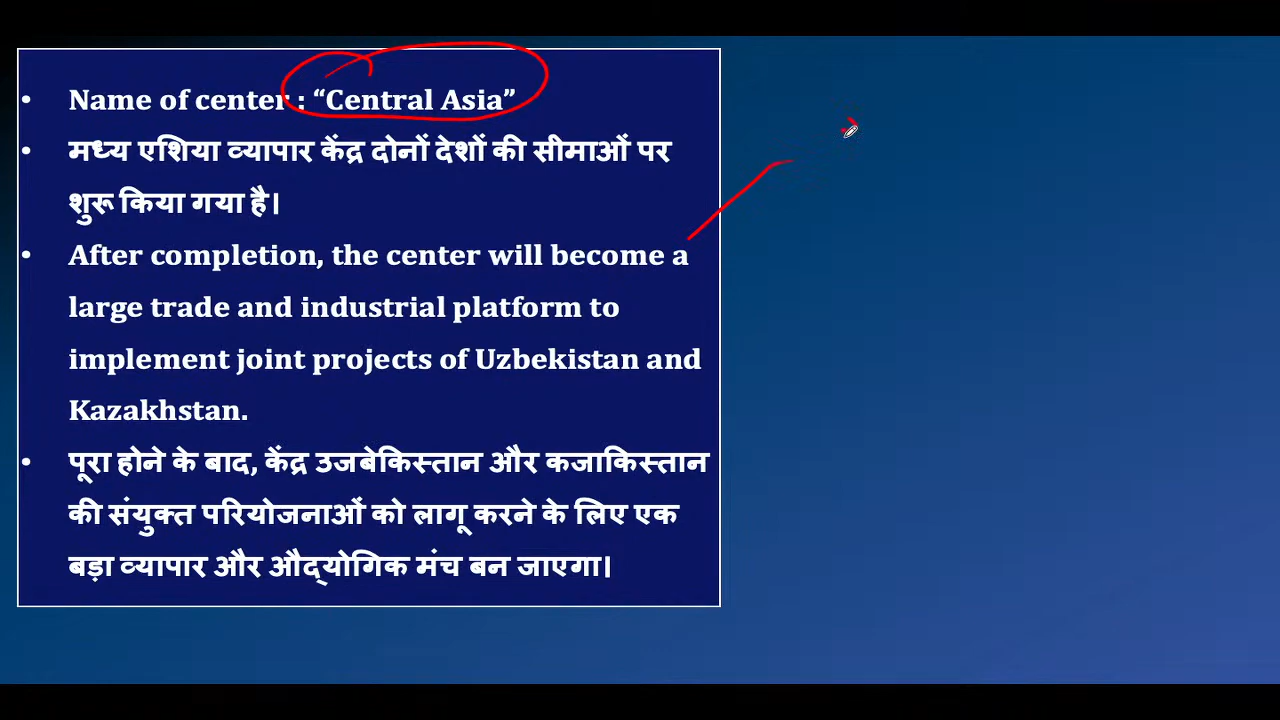 • Name of center : “Central Asia”
• मध्य एशिया व्यापार केंद्र दोनों देशों की सीमाओं पर
शुरू किया गया है।
• After completion, the center will become a
large trade and industrial platform to
implement joint projects of Uzbekistan and
Kazakhstan.
• पूरा होने के बाद, केंद्र उजबेकिस्तान और कजाकिस्तान
की संयुक्त परियोजनाओं को लागू करने के लिए एक
बड़ा व्यापार और औद्योगिक मंच बन जाएगा।